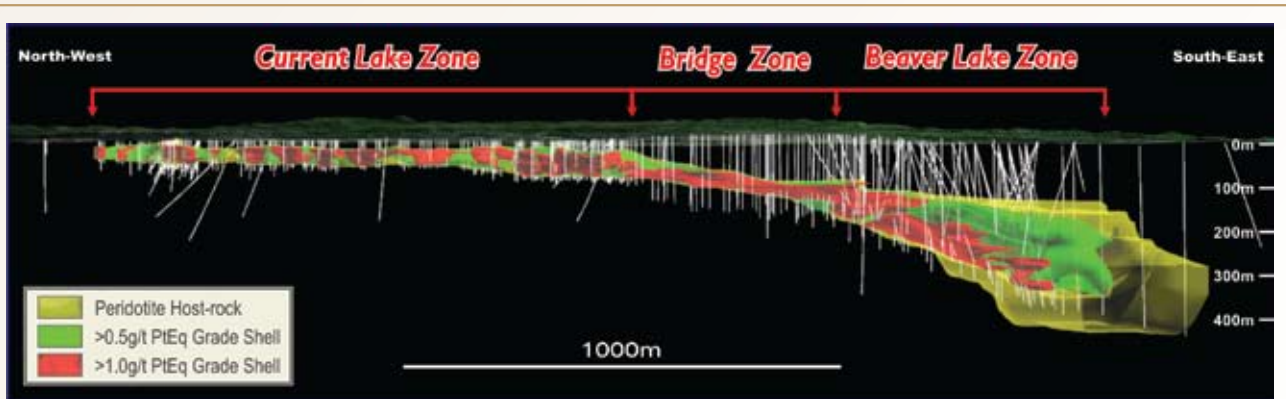 Current Lake Zone
Bridge Zone
Beaver Lake Zone
North-West
South-East
0m
100m
200m
300m
400m
Peridotite Host-rock
>0.5g/t PtEq Grade Shell
>1.0g/t PtEq Grade Shell
1000m